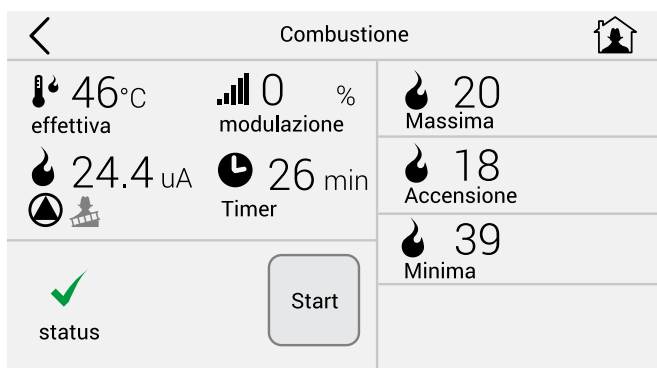 Combustione
46°C
effettiva
0 %
modulazione
24.4 uA
26 min
Timer
status
Start
20
Massima
18
Accensione
39
Minima